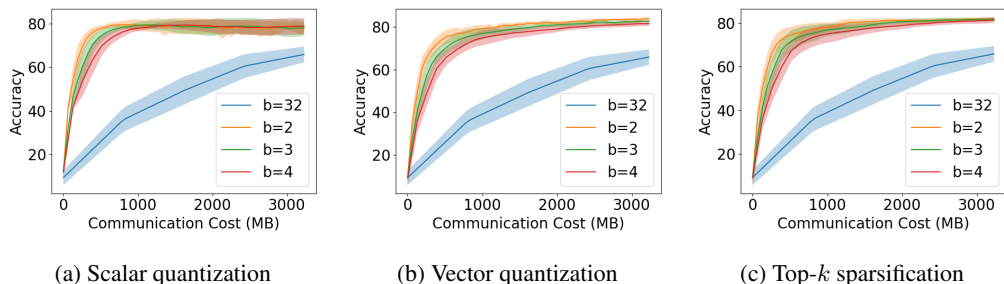 80
60
40
20
Accuracy
b=32
b=2
b=3
b=4
0 1000 2000 3000
Communication Cost (MB)
(a) Scalar quantization
80
60
40
20
Accuracy
b=32
b=2
b=3
b=4
0 1000 2000 3000
Communication Cost (MB)
(b) Vector quantization
80
60
40
20
Accuracy
b=32
b=2
b=3
b=4
0 1000 2000 3000
Communication Cost (MB)
(c) Top-k sparsification